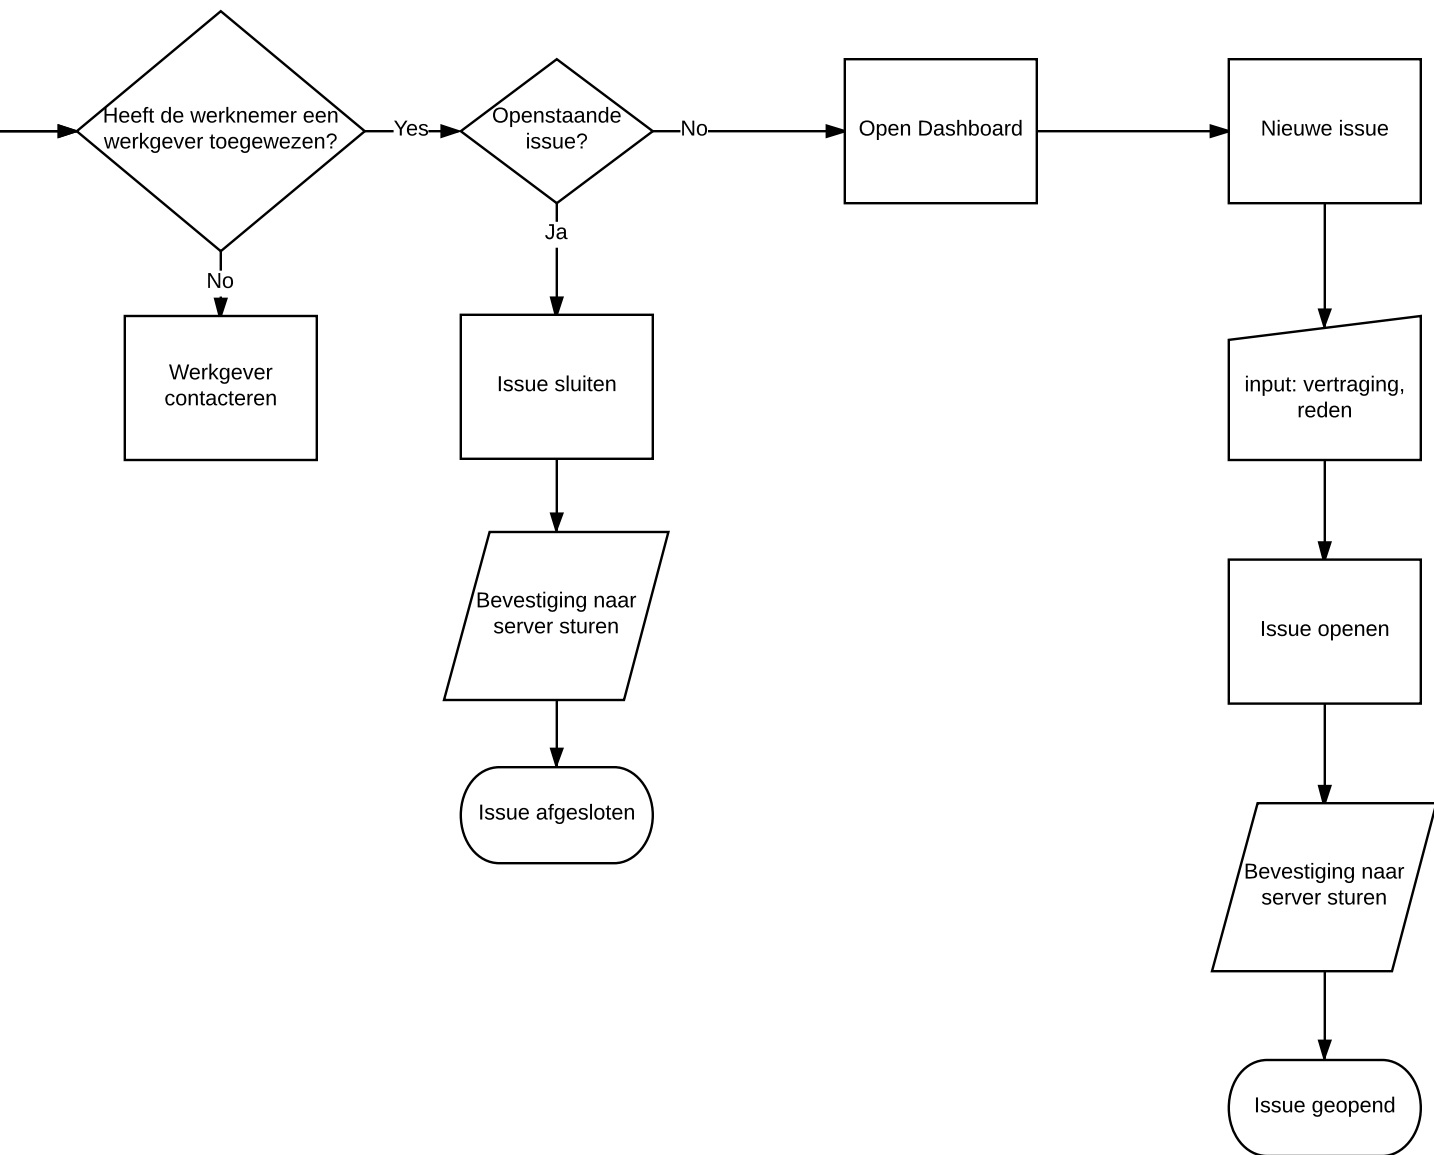 Heeft de werknemer een
werkgever toegewezen?
Yes
Openstaande
issue?
No
Open Dashboard
Nieuwe issue
No
Ja
Werkgever
contacteren
Issue sluiten
input: vertraging,
reden
Bevestiging naar
server sturen
Issue openen
Issue afgesloten
Bevestiging naar
server sturen
Issue geopend